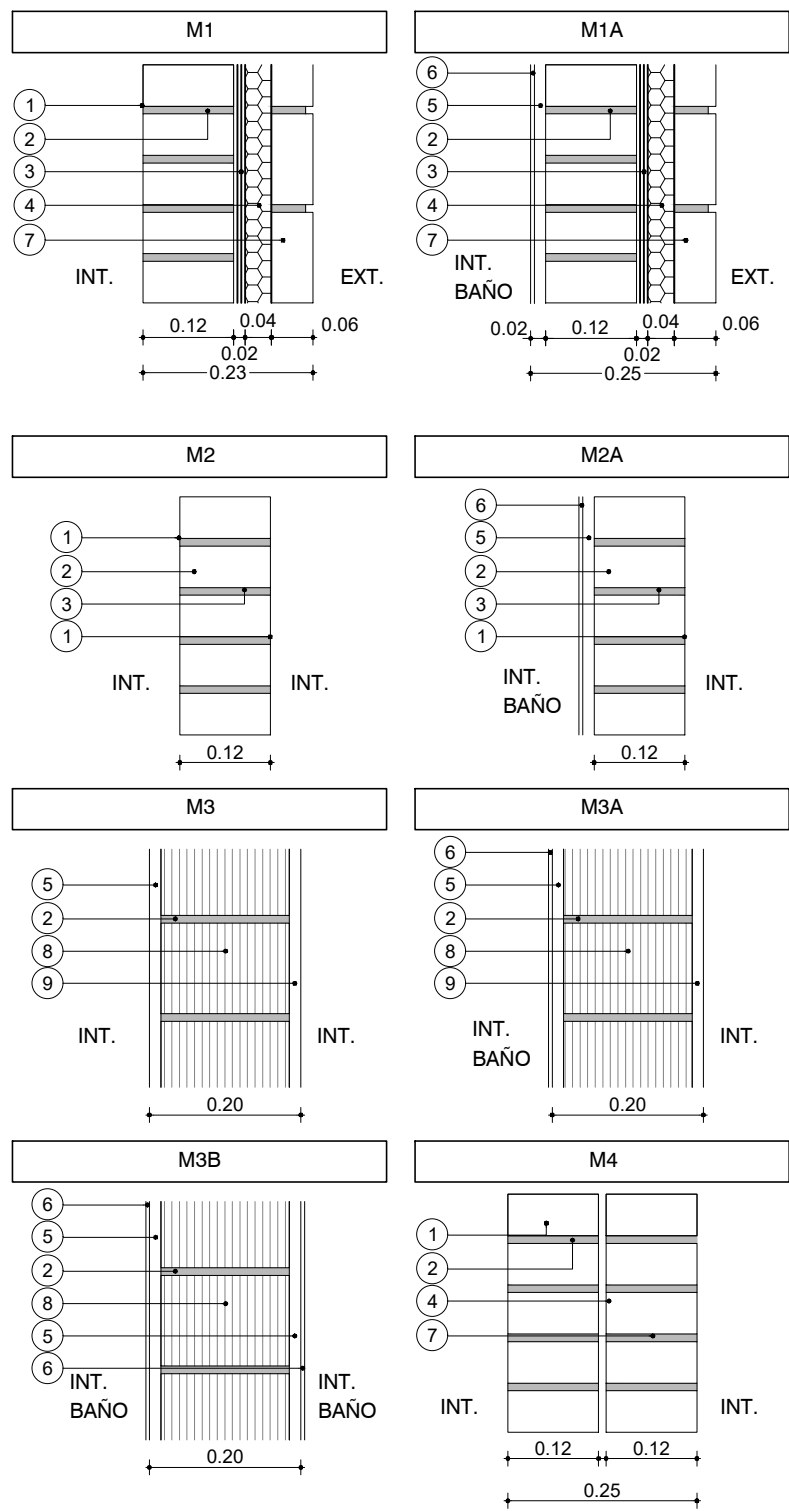 M1
1
2
3
4
7
INT.
EXT.
0.12
0.04
0.06
0.02
0.23
M1A
6
5
2
3
4
7
INT.
BAÑO
EXT.
0.02
0.12
0.04
0.06
0.02
0.25
M2
1
2
3
1
INT.
INT.
0.12
M2A
6
5
2
3
1
INT.
BAÑO
INT.
0.12
M3
5
2
8
9
INT.
INT.
0.20
M3A
6
5
2
8
9
INT.
BAÑO
INT.
0.20
M3B
6
5
2
8
5
6
INT.
BAÑO
INT.
BAÑO
0.20
M4
1
2
4
7
INT.
INT.
0.12
0.12
0.25